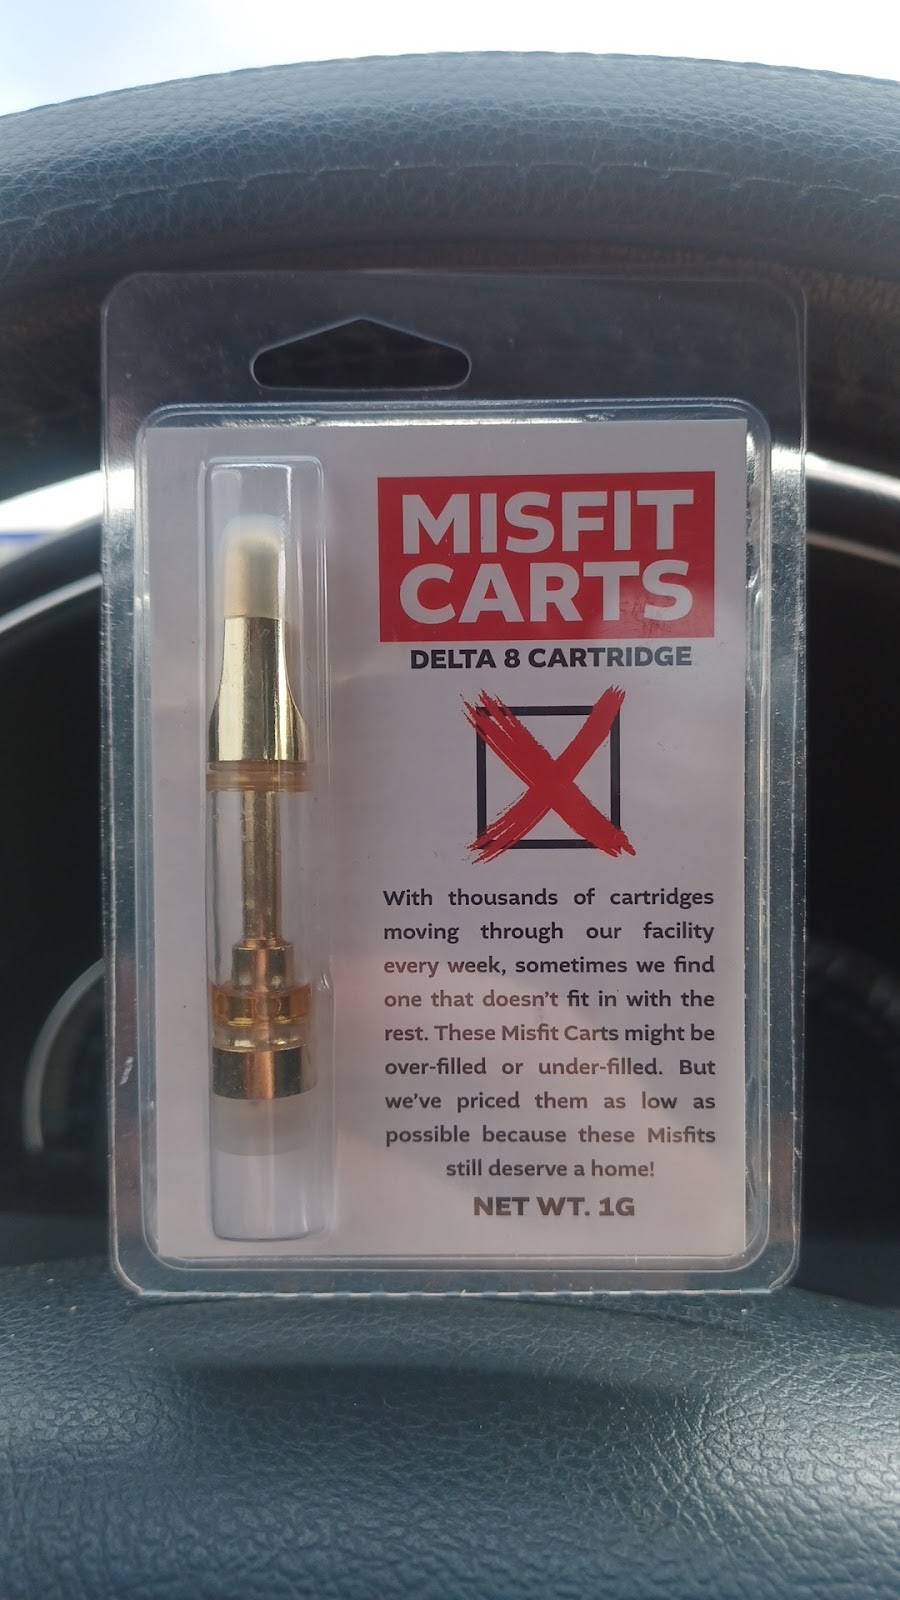 MISFIT
CARTS
DELTA 8 CARTRIDGE
With thousands of cartridges
moving through our facility
every week, sometimes we find
one that doesn't fit in with the
rest. These Misfit Carts might be
over-filled or under-filled. But
we've priced them as low as
possible because these Misfits
still deserve a home!
NET WT. 1G